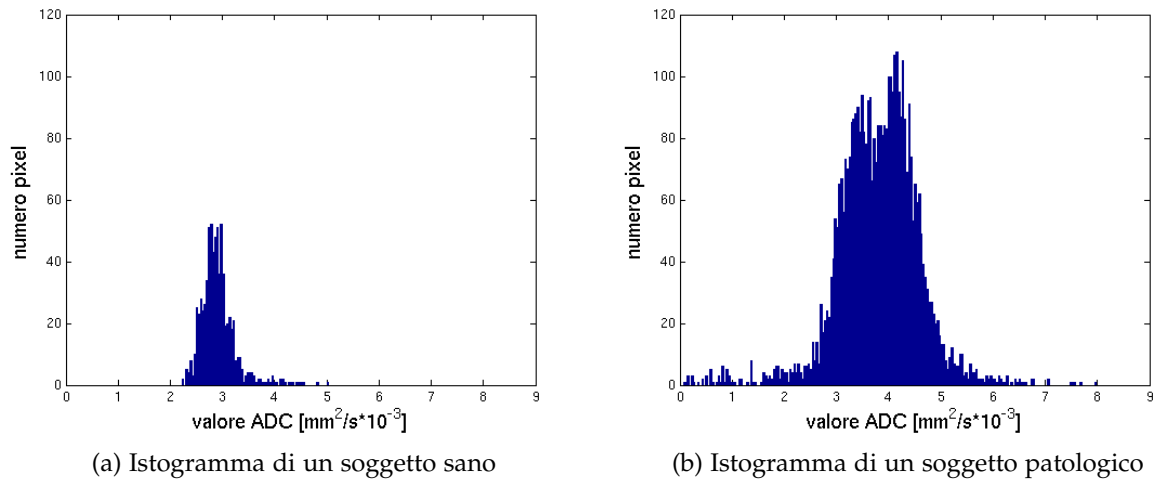 120
100
80
60
40
20
0
numero pixel
0 1 2 3 4 5 6 7 8 9
valore ADC [mm²/s*10⁻³]
(a) Istogramma di un soggetto sano
120
100
80
60
40
20
0
numero pixel
0 1 2 3 4 5 6 7 8 9
valore ADC [mm²/s*10⁻³]
(b) Istogramma di un soggetto patologico